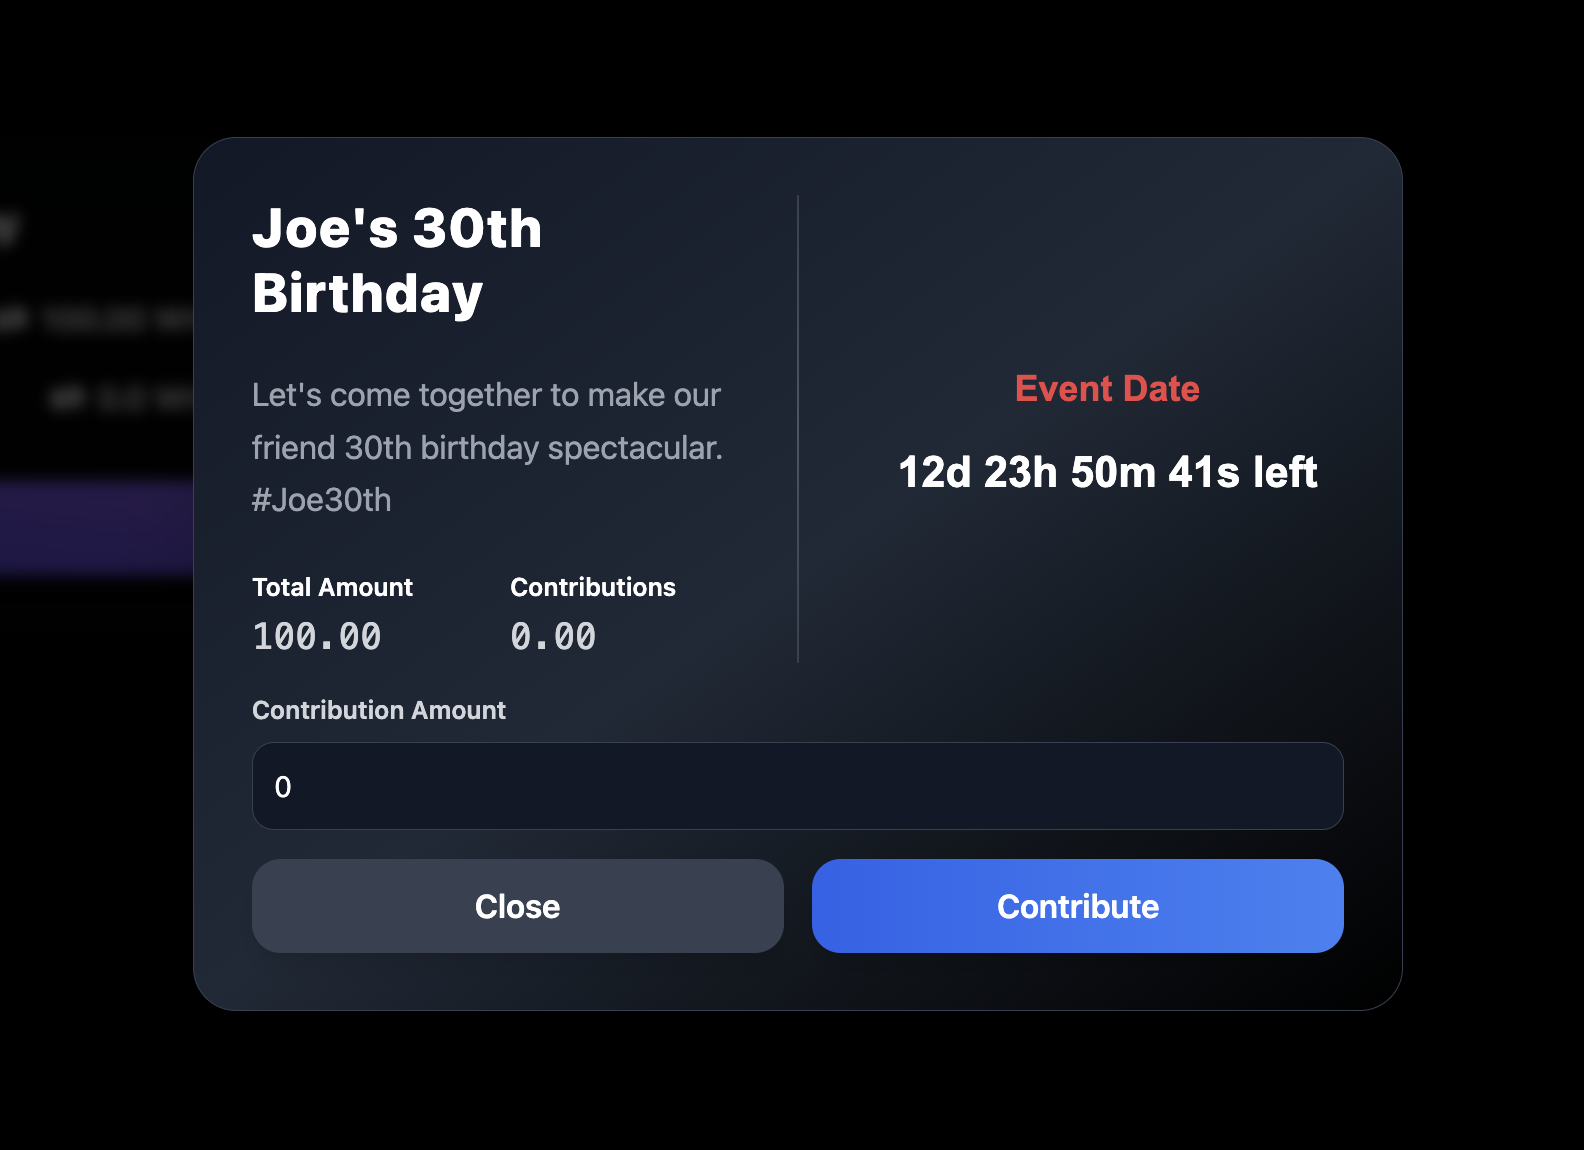 Joe's 30th
Birthday
Let's come together to make our
friend 30th birthday spectacular.
#Joe30th
Total Amount
100.00
Contributions
0.00
Event Date
12d 23h 50m 41s left
Contribution Amount
0
Close
Contribute